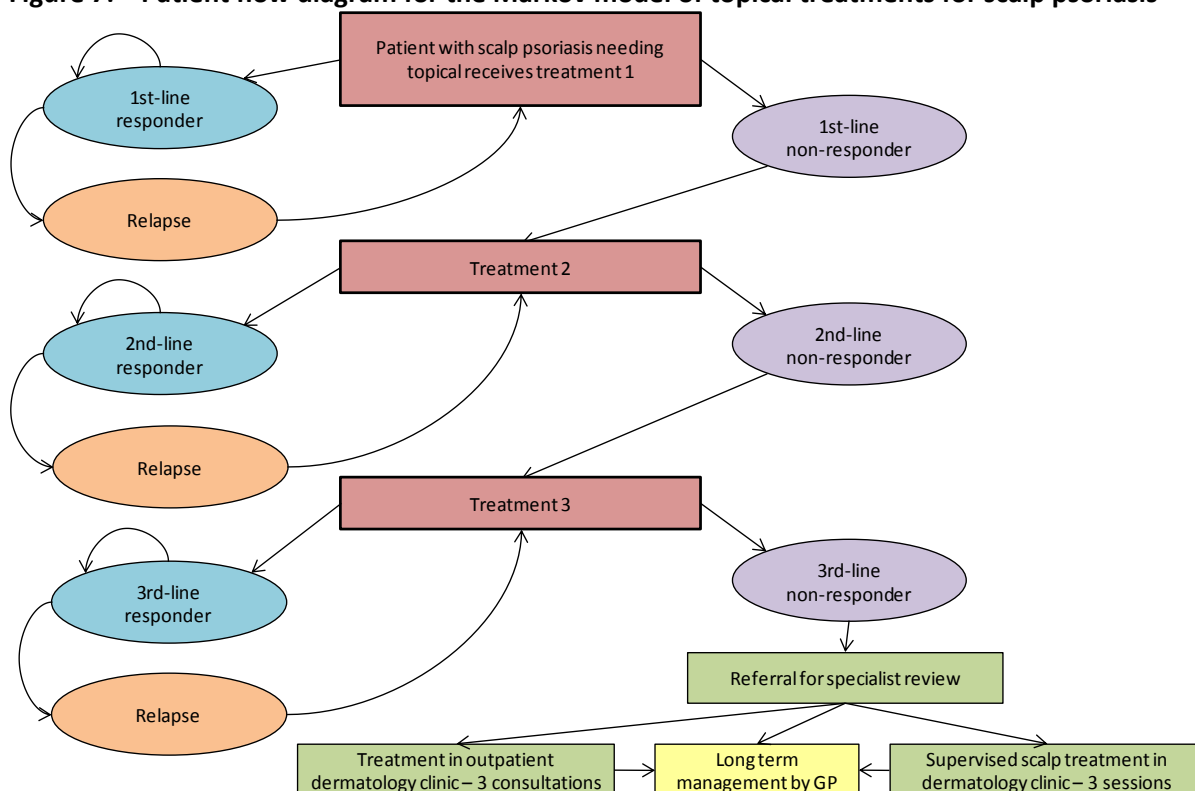 Figure 7: Patient flow diagram for the Markov model of topical treatments for scalp psoriasis
Patient with scalp psoriasis needing
topical receives treatment 1
1st-line
responder
1st-line
non-responder
Relapse
Treatment 2
2nd-line
responder
2nd-line
non-responder
Relapse
Treatment 3
3rd-line
responder
3rd-line
non-responder
Referral for specialist review
Relapse
Treatment in outpatient
dermatology clinic – 3 consultations
Long term
management by GP
Supervised scalp treatment in
dermatology clinic – 3 sessions